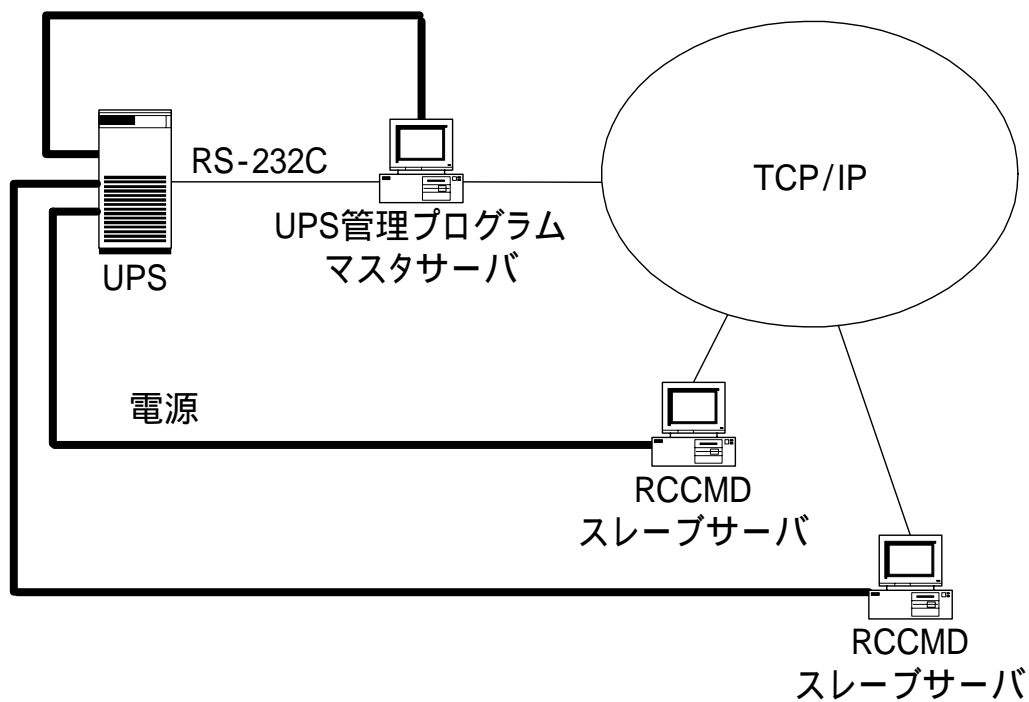 RS-232C
TCP/IP
UPS管理プログラム
マスタサーバ
UPS
電源
RCCMD
スレーブサーバ
RCCMD
スレーブサーバ